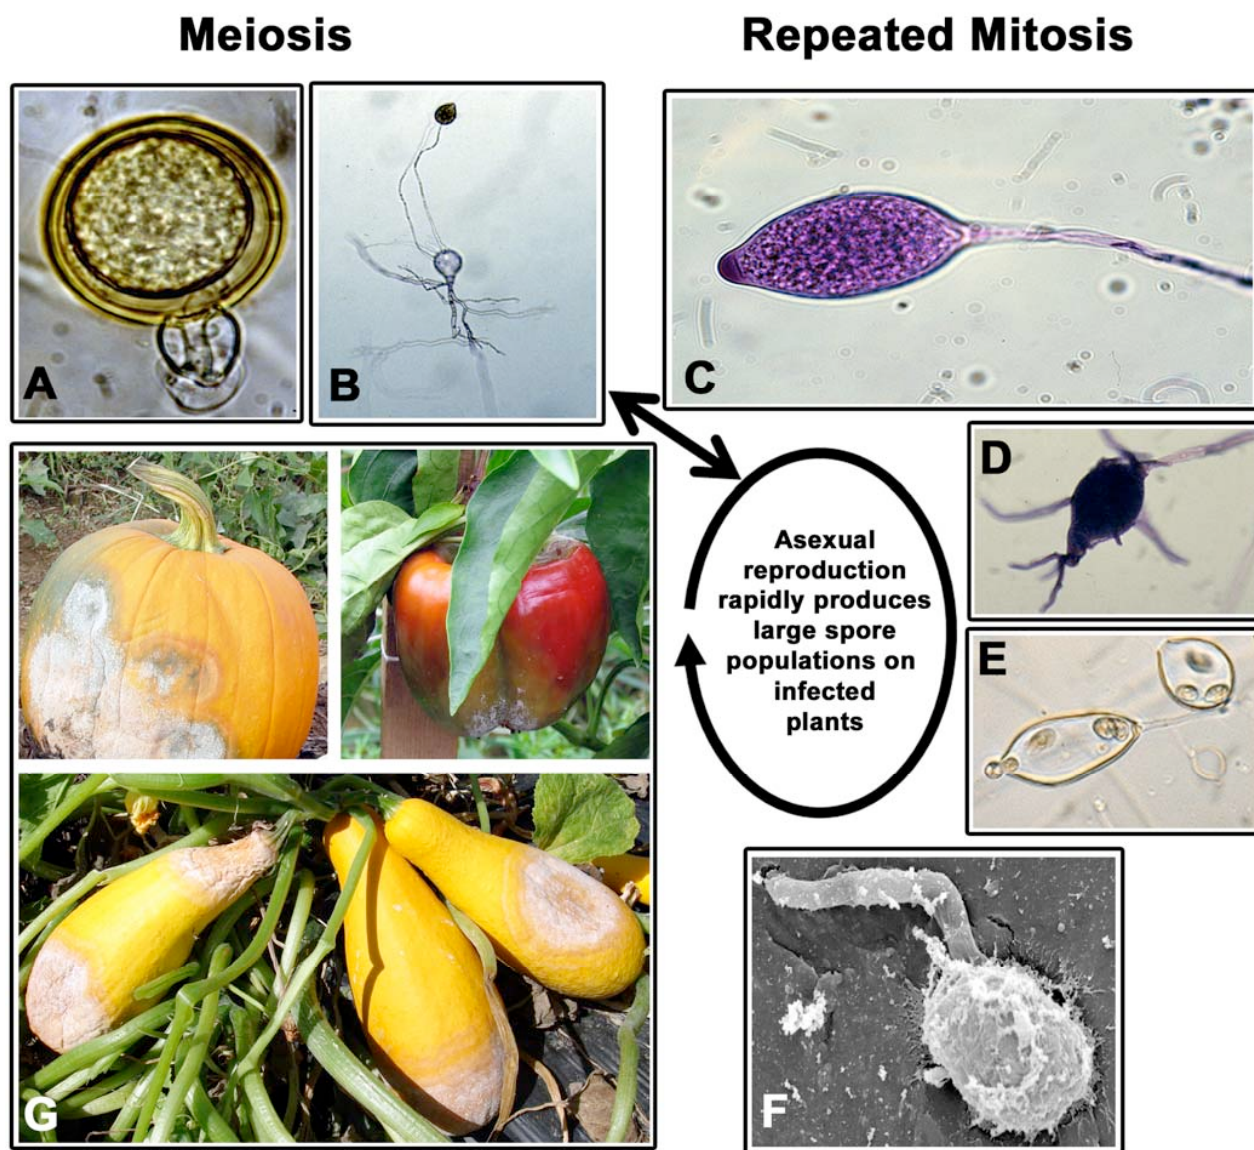 Meiosis
Repeated Mitosis
A
B
C
D
E
F
G
Asexual
reproduction
rapidly produces
large spore
populations on
infected
plants